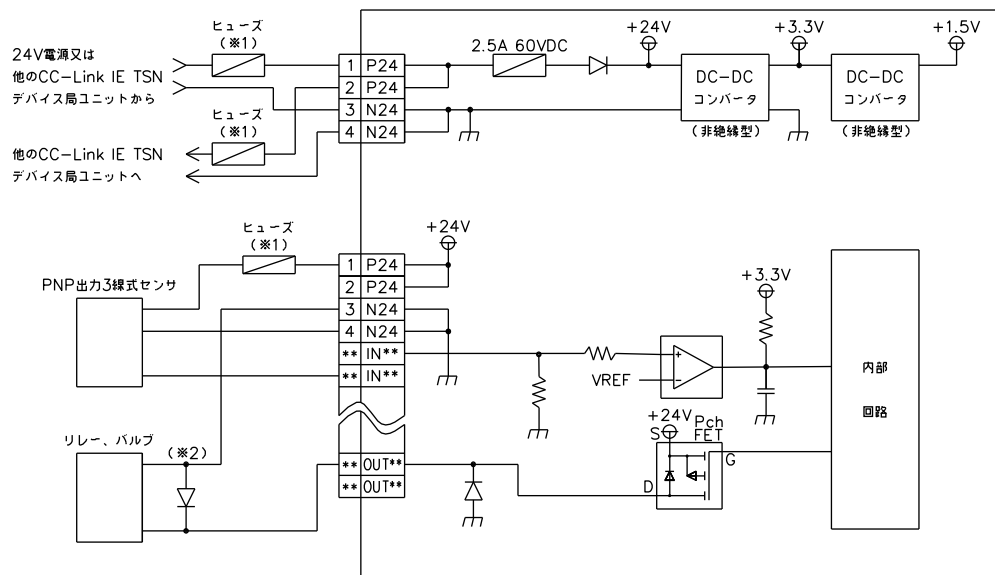 ヒューズ
(※1)
24V電源又は
他のCC-Link IE TSN
デバイス局ユニットから
1 P24
2 P24
3 N24
4 N24
2.5A 60VDC
+24V
DC-DC
コンバータ
(非絶縁型)
+3.3V
DC-DC
コンバータ
(非絶縁型)
+1.5V
ヒューズ
(※1)
他のCC-Link IE TSN
デバイス局ユニットへ
ヒューズ
(※1)
+24V
PNP出力3線式センサ
1 P24
2 P24
3 N24
4 N24
** IN**
** IN**
VREF
+
-
+3.3V
内部
回路
リレー、バルブ
(※2)
** OUT**
** OUT**
+24V
S
Pch
FET
G
D